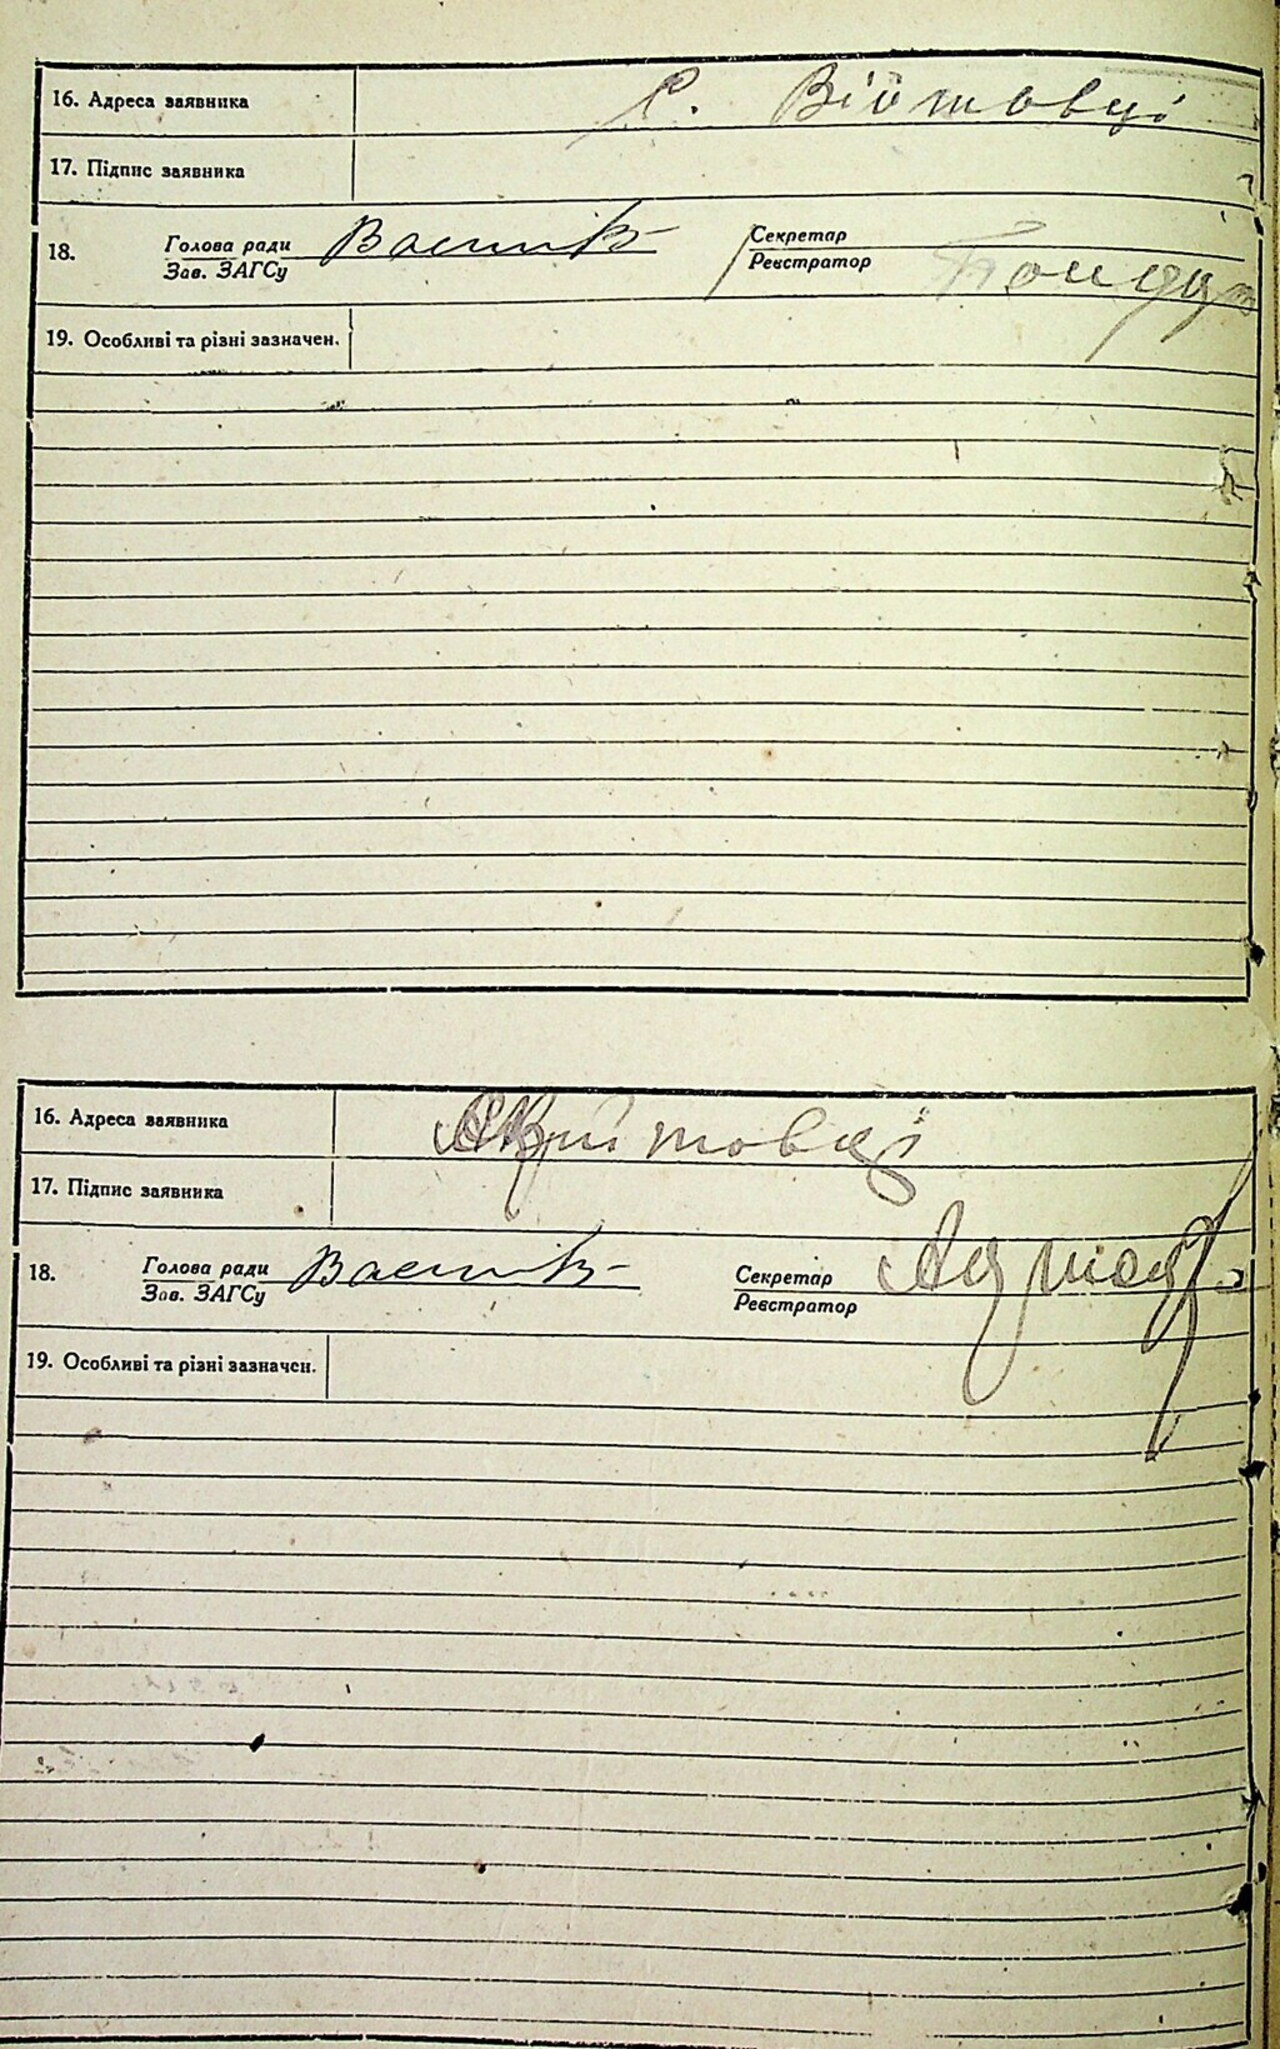 16. Адреса заявника С. Війтовці
17. Підпис заявника
18. Голова ради Секретар
Зав. ЗАГСу Реєстратор
19. Особливі та різні зазначен.
16. Адреса заявника
17. Підпис заявника
18. Голова ради Секретар
Зав. ЗАГСу Реєстратор
19. Особливі та різні зазначен.